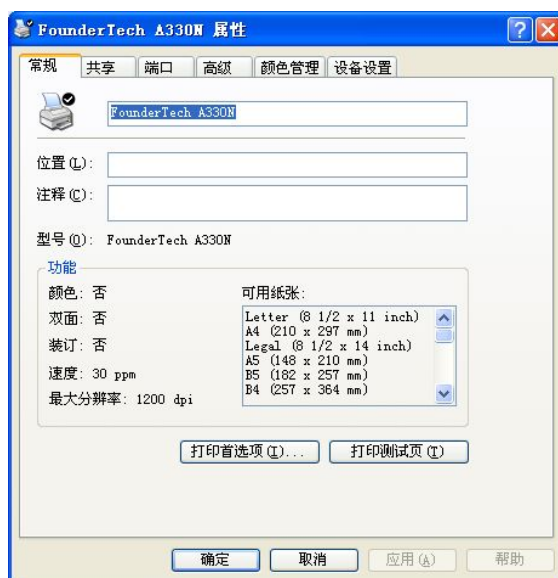 FounderTech A330N 属性
常规 共享 端口 高级 颜色管理 设备设置
FounderTech A330N
位置(L):
注释(C):
型号(O): FounderTech A330N
功能
颜色: 否
双面: 否
装订: 否
速度: 30 ppm
最大分辨率: 1200 dpi
可用纸张:
Letter (8 1/2 x 11 inch)
A4 (210 x 297 mm)
Legal (8 1/2 x 14 inch)
A5 (148 x 210 mm)
B5 (182 x 257 mm)
B4 (257 x 364 mm)
打印首选项(I)... 打印测试页(T)
确定 取消 应用(A) 帮助